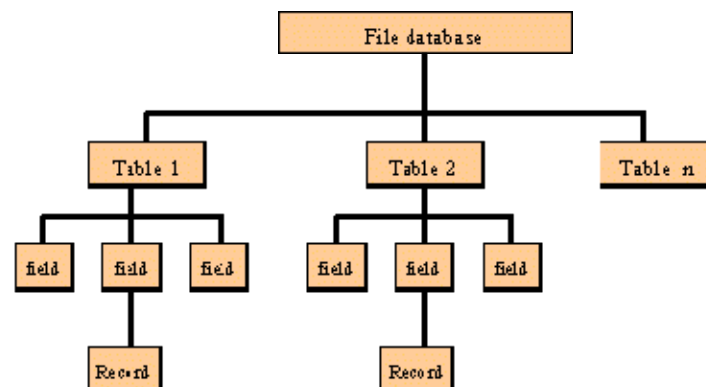 File database
Table 1
Table 2
Table n
field
field
field
field
field
field
Record
Record